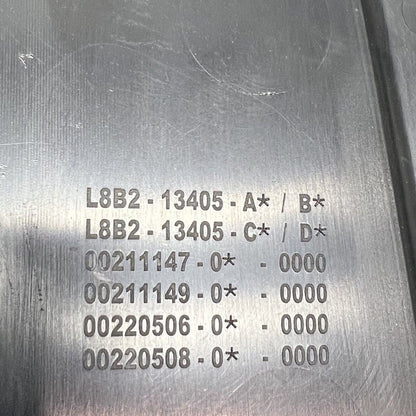 L8B2 - 13405 - A* / B*
L8B2 - 13405 - C* / D*
00211147 - 0* - 0000
00211149 - 0* - 0000
00220506 - 0* - 0000
00220508 - 0* - 0000